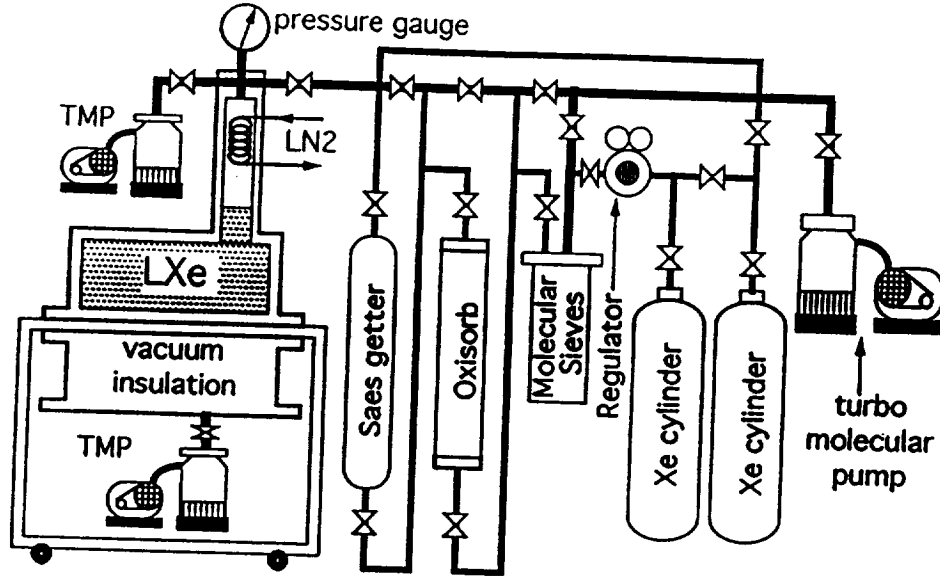 pressure gauge
TMP
LN2
LXe
vacuum
insulation
TMP
Saes getter
Oxisorb
Molecular
Sieves
Regulator
Xe cylinder
Xe cylinder
turbo
molecular
pump